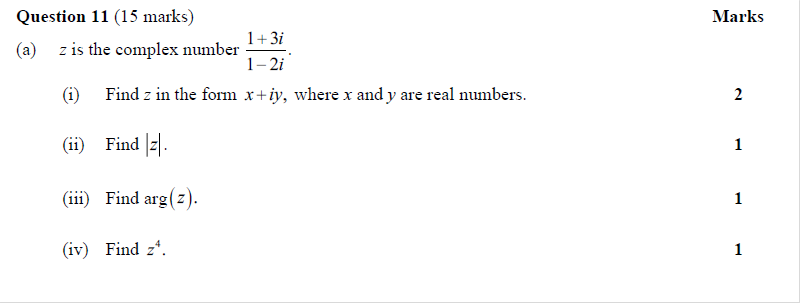 Question 11 (15 marks) Marks
(a) z is the complex number \frac{1+3i}{1-2i}.
(i) Find z in the form x+iy, where x and y are real numbers. 2
(ii) Find |z|. 1
(iii) Find arg(z). 1
(iv) Find z⁴. 1